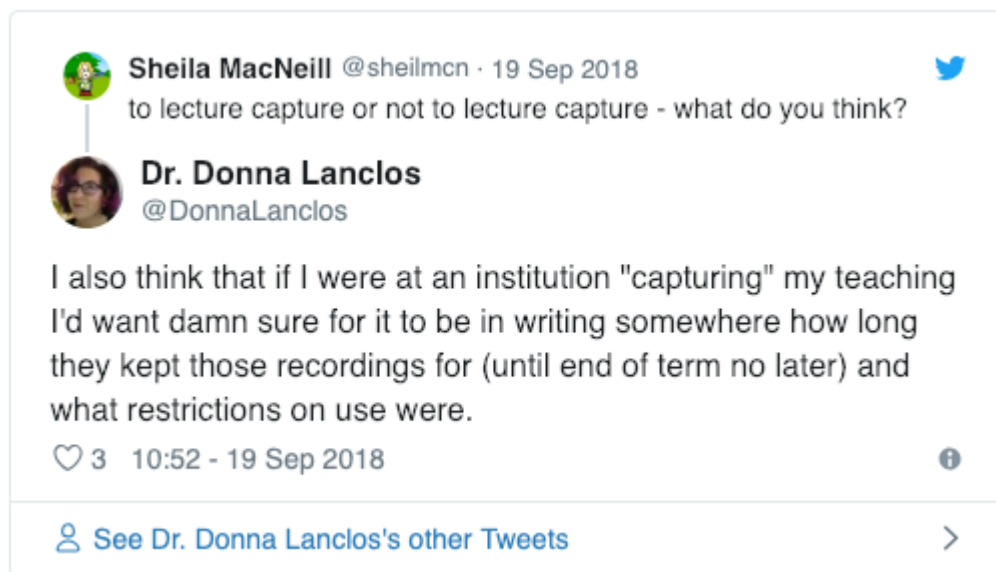 Sheila MacNeill @sheilmcn · 19 Sep 2018
to lecture capture or not to lecture capture - what do you think?
Dr. Donna Lanclos
@DonnaLanclos
I also think that if I were at an institution "capturing" my teaching
I'd want damn sure for it to be in writing somewhere how long
they kept those recordings for (until end of term no later) and
what restrictions on use were.
3 10:52 - 19 Sep 2018
See Dr. Donna Lanclos's other Tweets